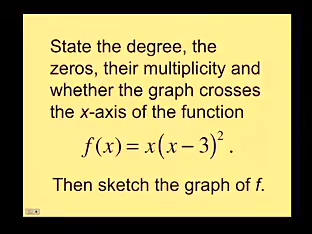 State the degree, the
zeros, their multiplicity and
whether the graph crosses
the x-axis of the function
f(x) = x(x − 3)² .
Then sketch the graph of f.